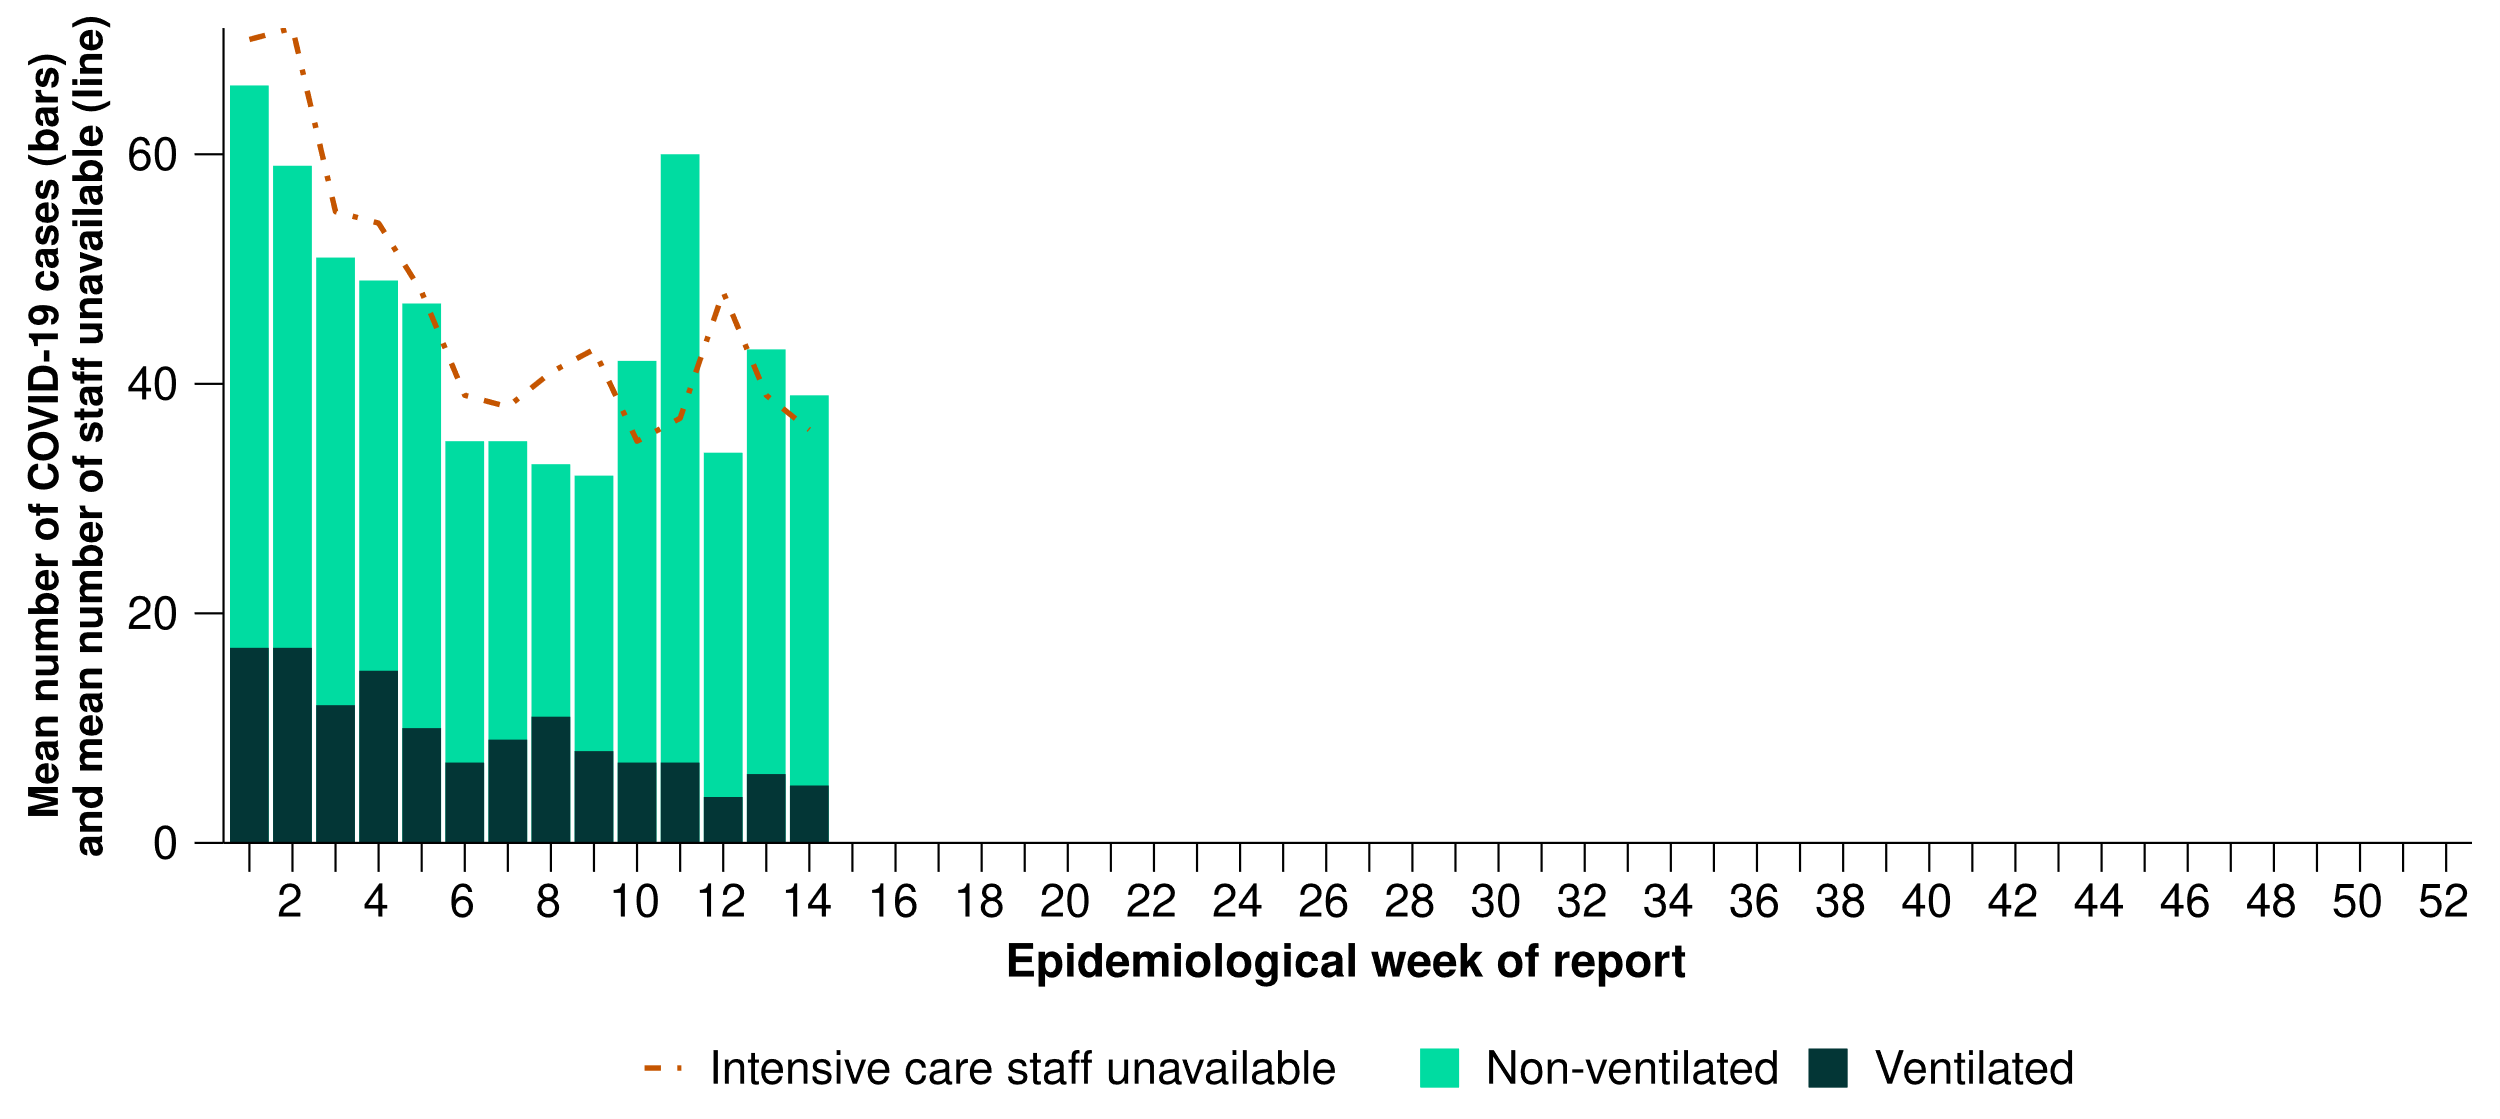 Mean number of COVID-19 cases (bars)
and mean number of staff unavailable (line)
60
40
20
0
2 4 6 8 10 12 14 16 18 20 22 24 26 28 30 32 34 36 38 40 42 44 46 48 50 52
Epidemiological week of report
Intensive care staff unavailable Non-ventilated Ventilated